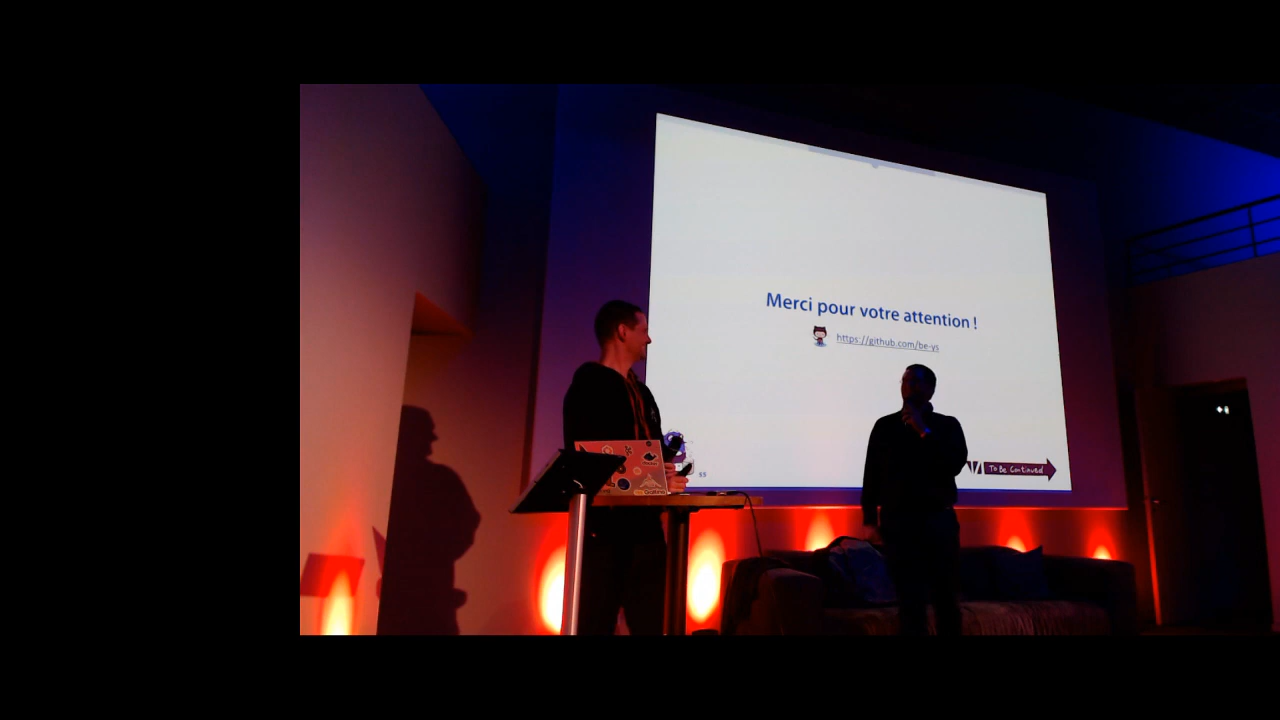 Merci pour votre attention !
https://github.com/be-ys
To Be Continued